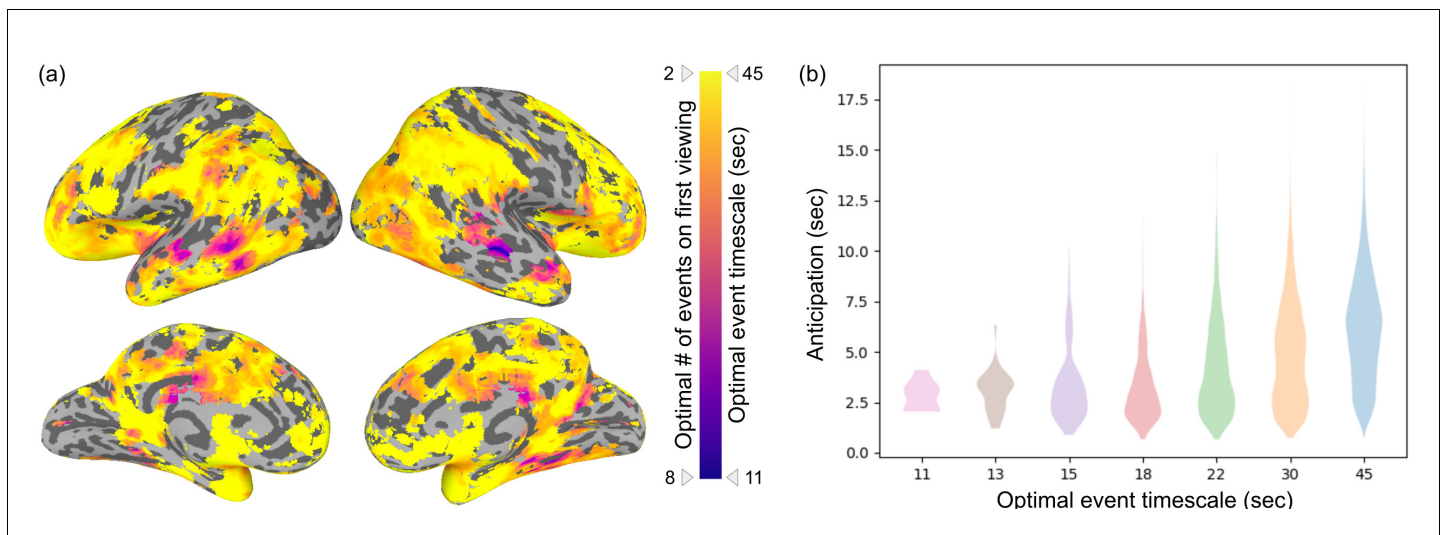 (a)
2
45
Optimal # of events on first viewing
Optimal event timescale (sec)
8
11
(b)
17.5
15.0
12.5
10.0
7.5
5.0
2.5
0.0
Anticipation (sec)
11 13 15 18 22 30 45
Optimal event timescale (sec)